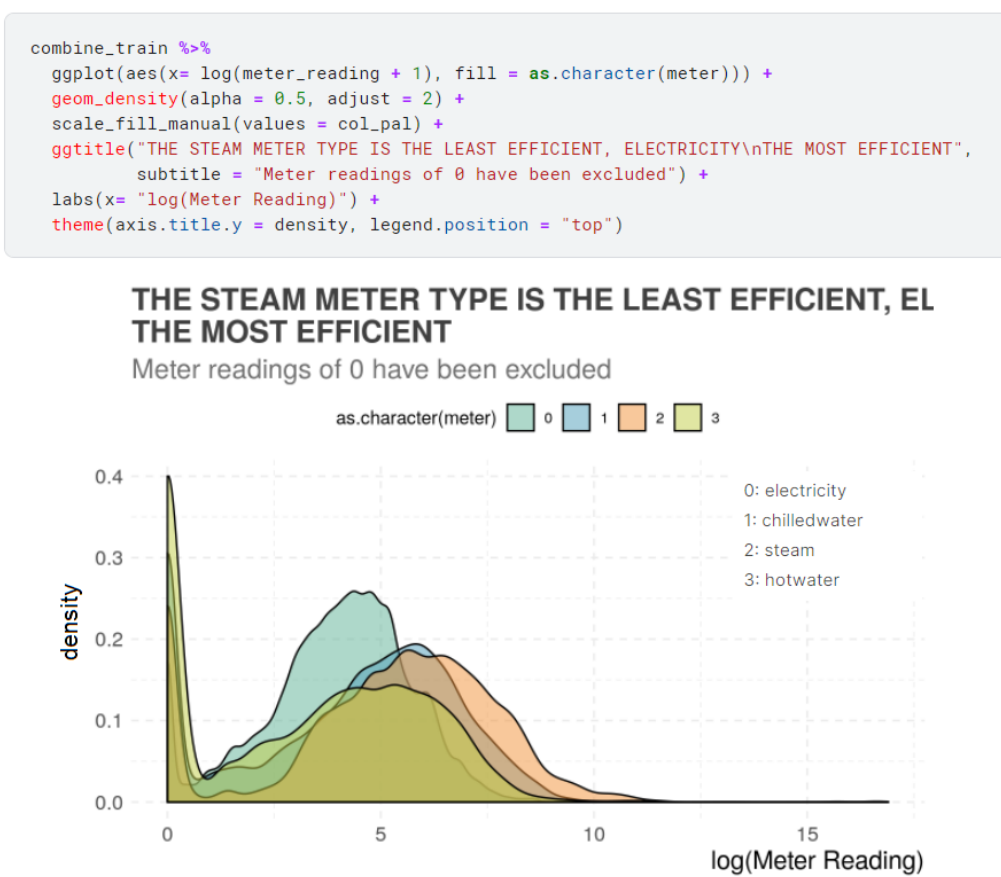 combine_train %>%
ggplot(aes(x= log(meter_reading + 1), fill = as.character(meter))) +
geom_density(alpha = 0.5, adjust = 2) +
scale_fill_manual(values = col_pal) +
ggtitle("THE STEAM METER TYPE IS THE LEAST EFFICIENT, ELECTRICITY\nTHE MOST EFFICIENT",
subtitle = "Meter readings of 0 have been excluded") +
labs(x= "log(Meter Reading)") +
theme(axis.title.y = density, legend.position = "top")
THE STEAM METER TYPE IS THE LEAST EFFICIENT, EL
THE MOST EFFICIENT
Meter readings of 0 have been excluded
as.character(meter) 0 1 2 3
0.4
0.3
0.2
0.1
0.0
density
0: electricity
1: chilledwater
2: steam
3: hotwater
0 5 10 15
log(Meter Reading)